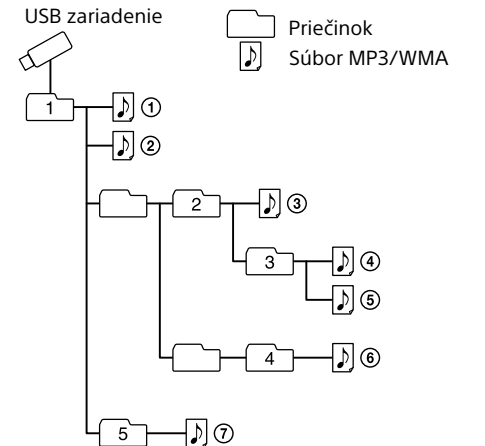 USB zariadenie
Priečinok
Súbor MP3/WMA
1 ①
②
2 ③
3 ④
⑤
4 ⑥
5 ⑦